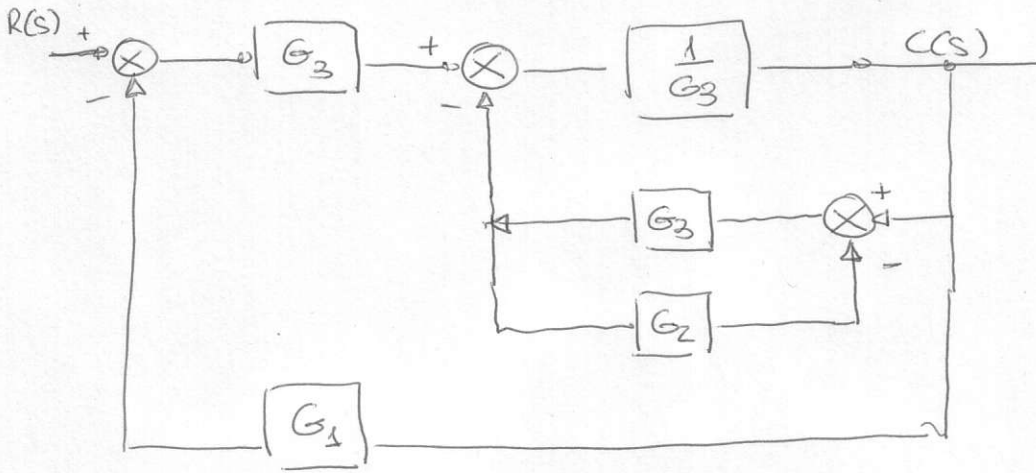 R(S) + G3 + 1/G3 C(S)
- -
G3 +
G2 -
G1